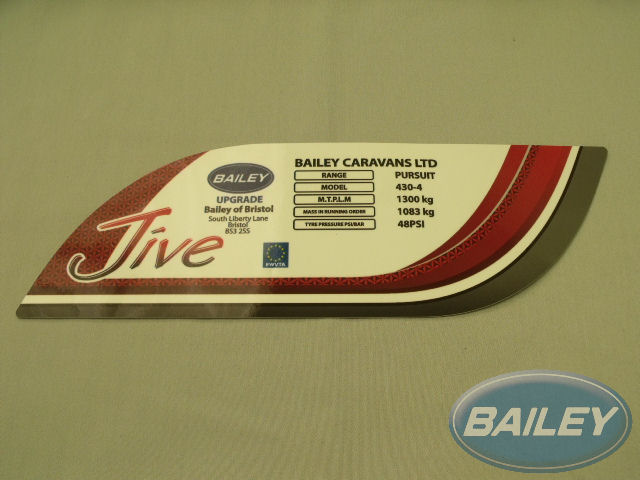 BAILEY
UPGRADE
Bailey of Bristol
South Liberty Lane
Bristol
BS3 2SS
Jive
BAILEY CARAVANS LTD
RANGE PURSUIT
MODEL 430-4
M.T.P.L.M 1300 kg
MASS IN RUNNING ORDER 1083 kg
TYRE PRESSURE PSI/BAR 48PSI
EWVTA
BAILEY